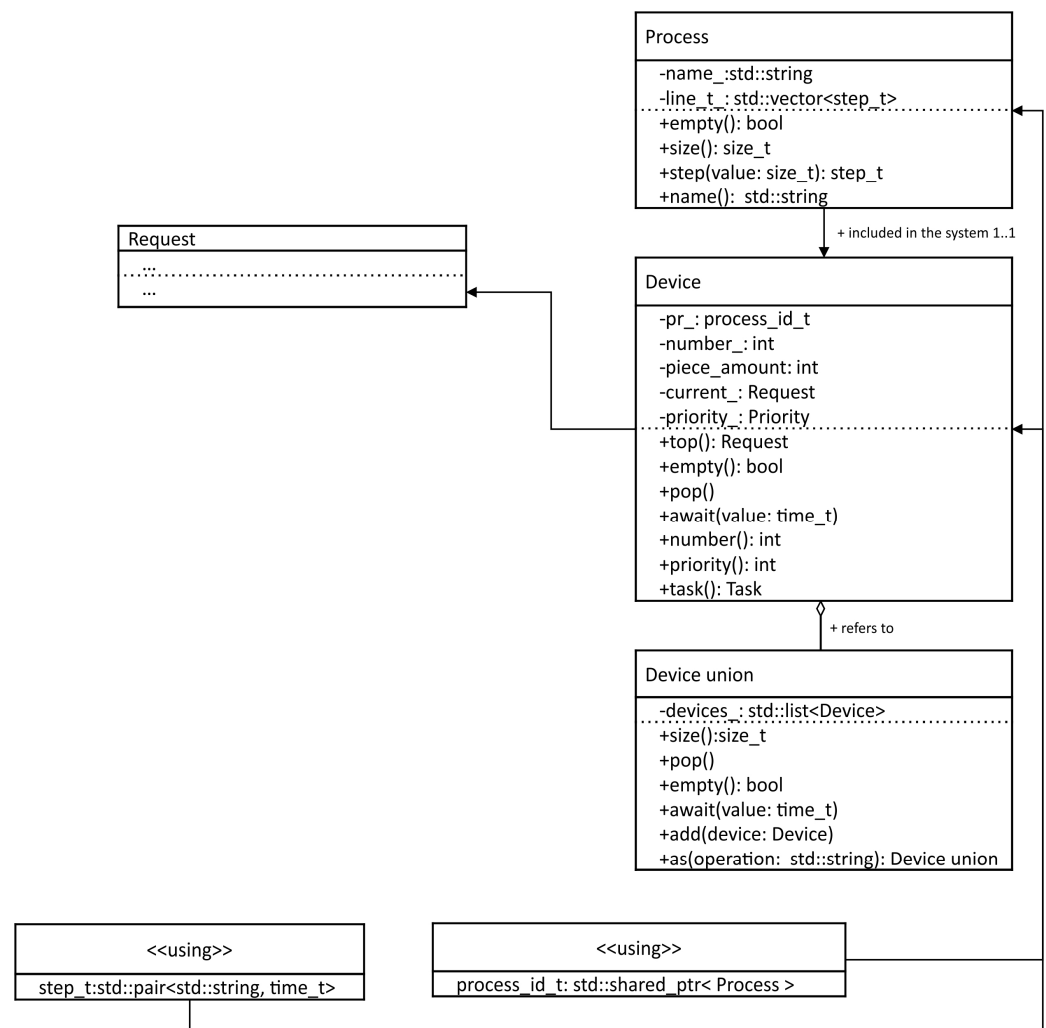 Process
-name_:std::string
-line_t_: std::vector<step_t>
+empty(): bool
+size(): size_t
+step(value: size_t): step_t
+name():  std::string
+ included in the system 1..1
Request
...
...
Device
-pr_: process_id_t
-number_: int
-piece_amount: int
-current_: Request
-priority_: Priority
+top(): Request
+empty(): bool
+pop()
+await(value: time_t)
+number(): int
+priority(): int
+task(): Task
+ refers to
Device union
-devices_: std::list<Device>
+size():size_t
+pop()
+empty(): bool
+await(value: time_t)
+add(device: Device)
+as(operation:  std::string): Device union
<<using>>
step_t:std::pair<std::string, time_t>
<<using>>
process_id_t: std::shared_ptr< Process >